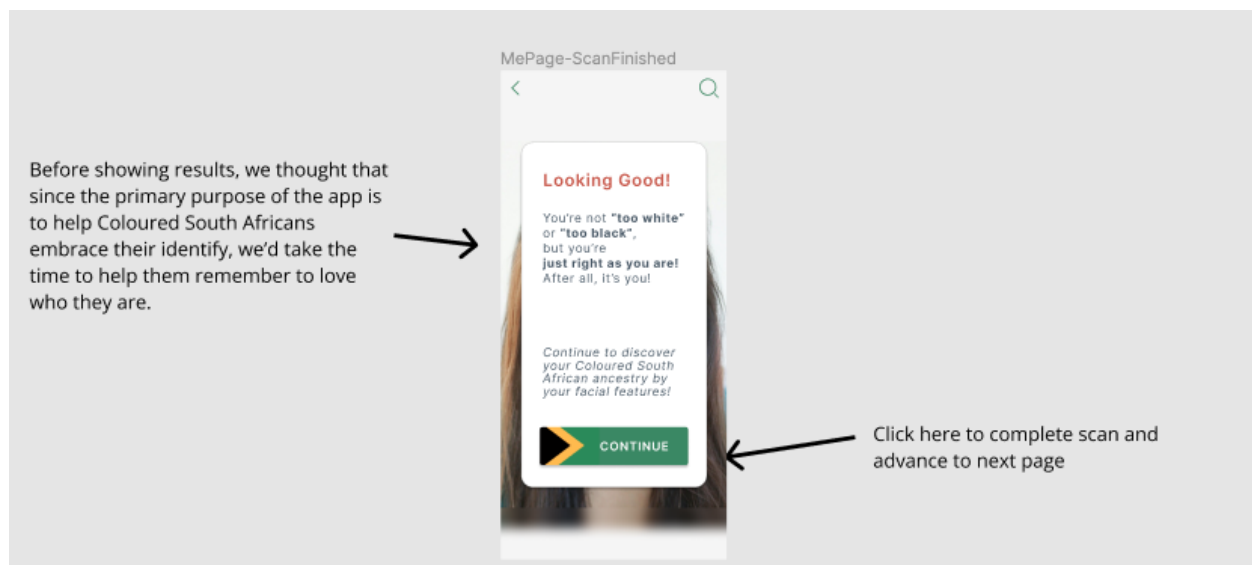 MePage-ScanFinished
Before showing results, we thought that
since the primary purpose of the app is
to help Coloured South Africans
embrace their identify, we'd take the
time to help them remember to love
who they are.
Looking Good!
You're not "too white"
or "too black",
but you're
just right as you are!
After all, it's you!
Continue to discover
your Coloured South
African ancestry by
your facial features!
CONTINUE
Click here to complete scan and
advance to next page